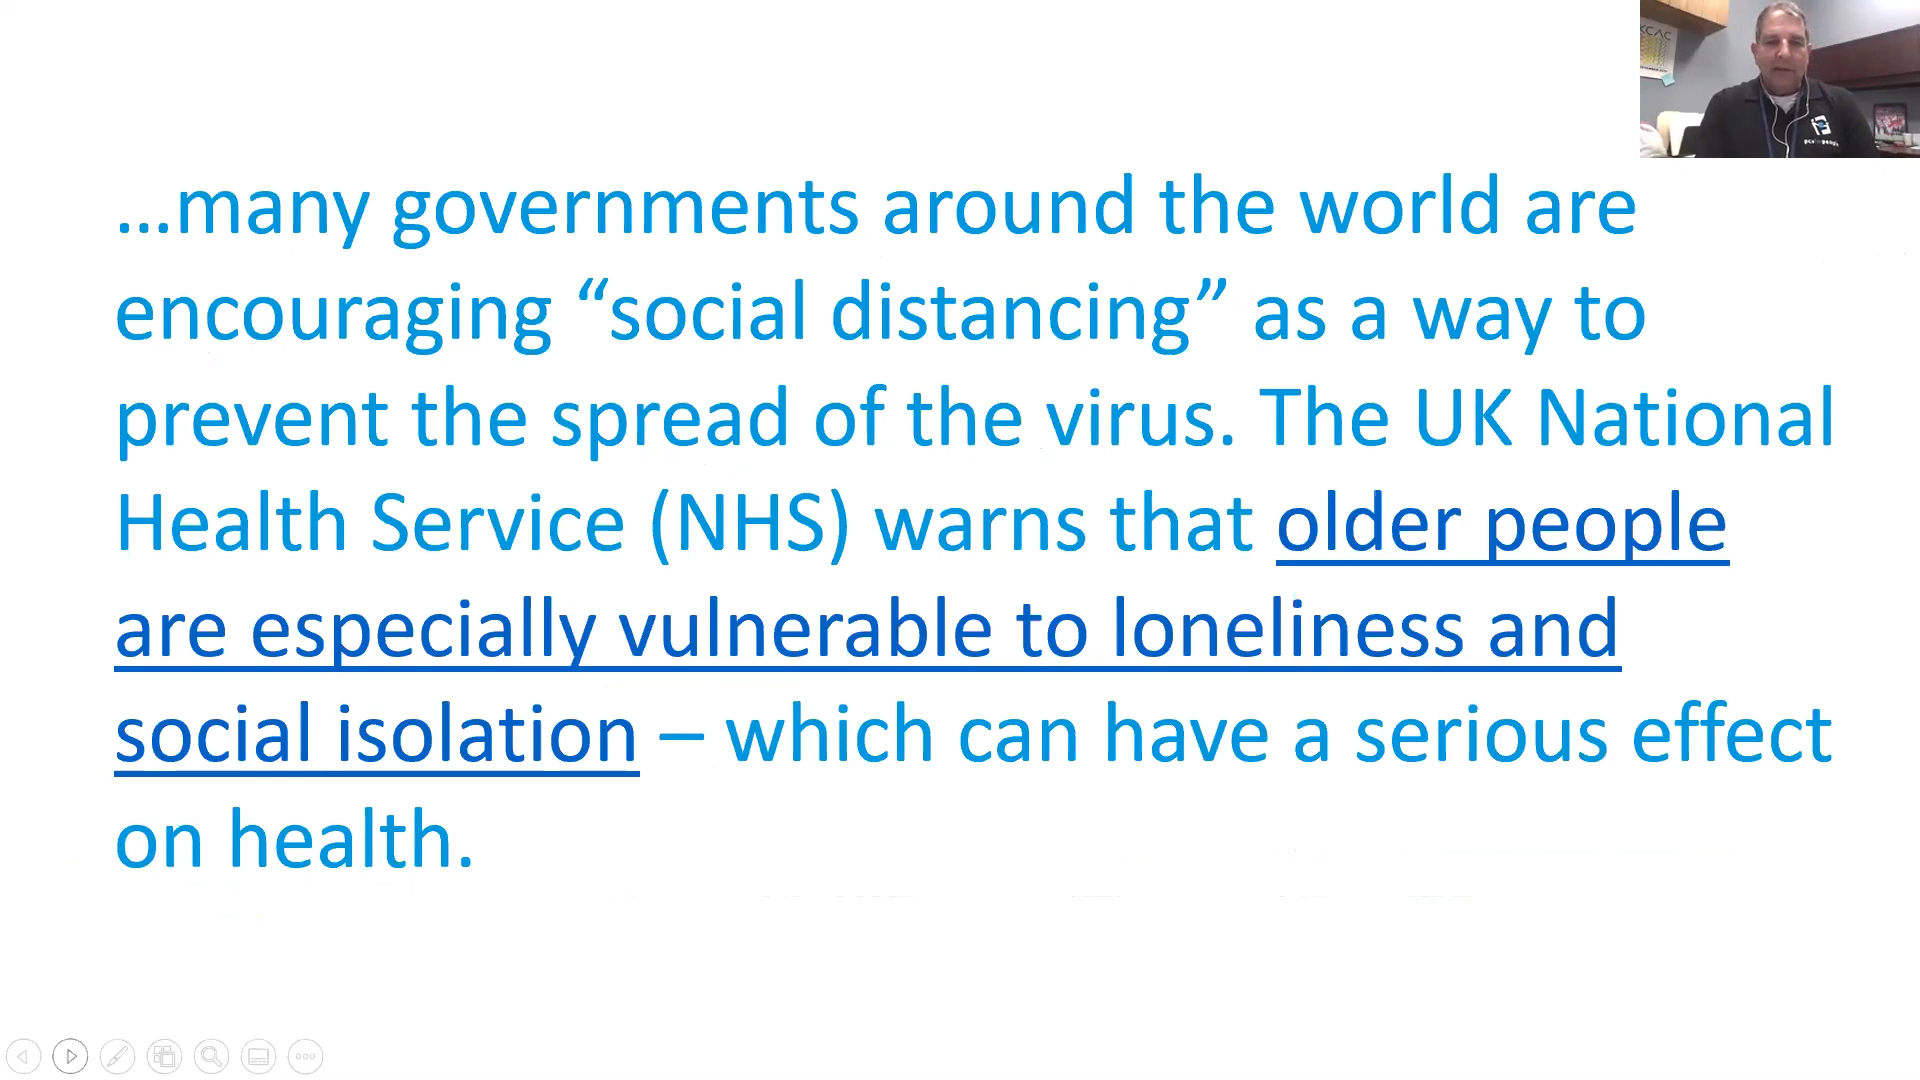 …many governments around the world are
encouraging “social distancing” as a way to
prevent the spread of the virus. The UK National
Health Service (NHS) warns that older people
are especially vulnerable to loneliness and
social isolation – which can have a serious effect
on health.
KCAC